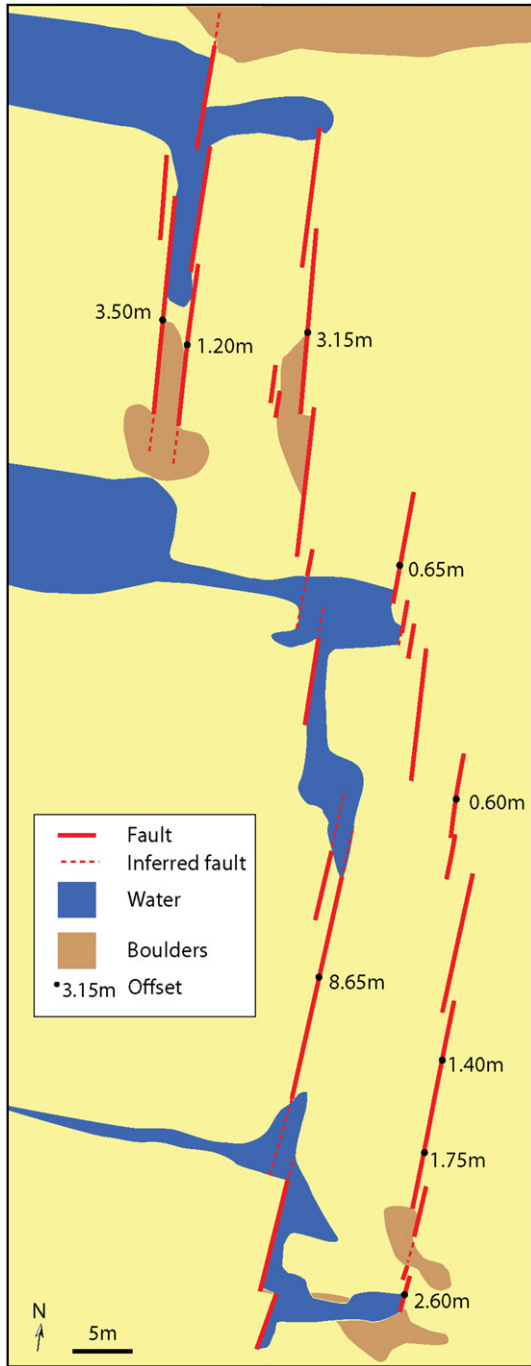 3.50m
1.20m
3.15m
0.65m
0.60m
Fault
Inferred fault
Water
Boulders
3.15m Offset
8.65m
1.40m
1.75m
2.60m
N
5m